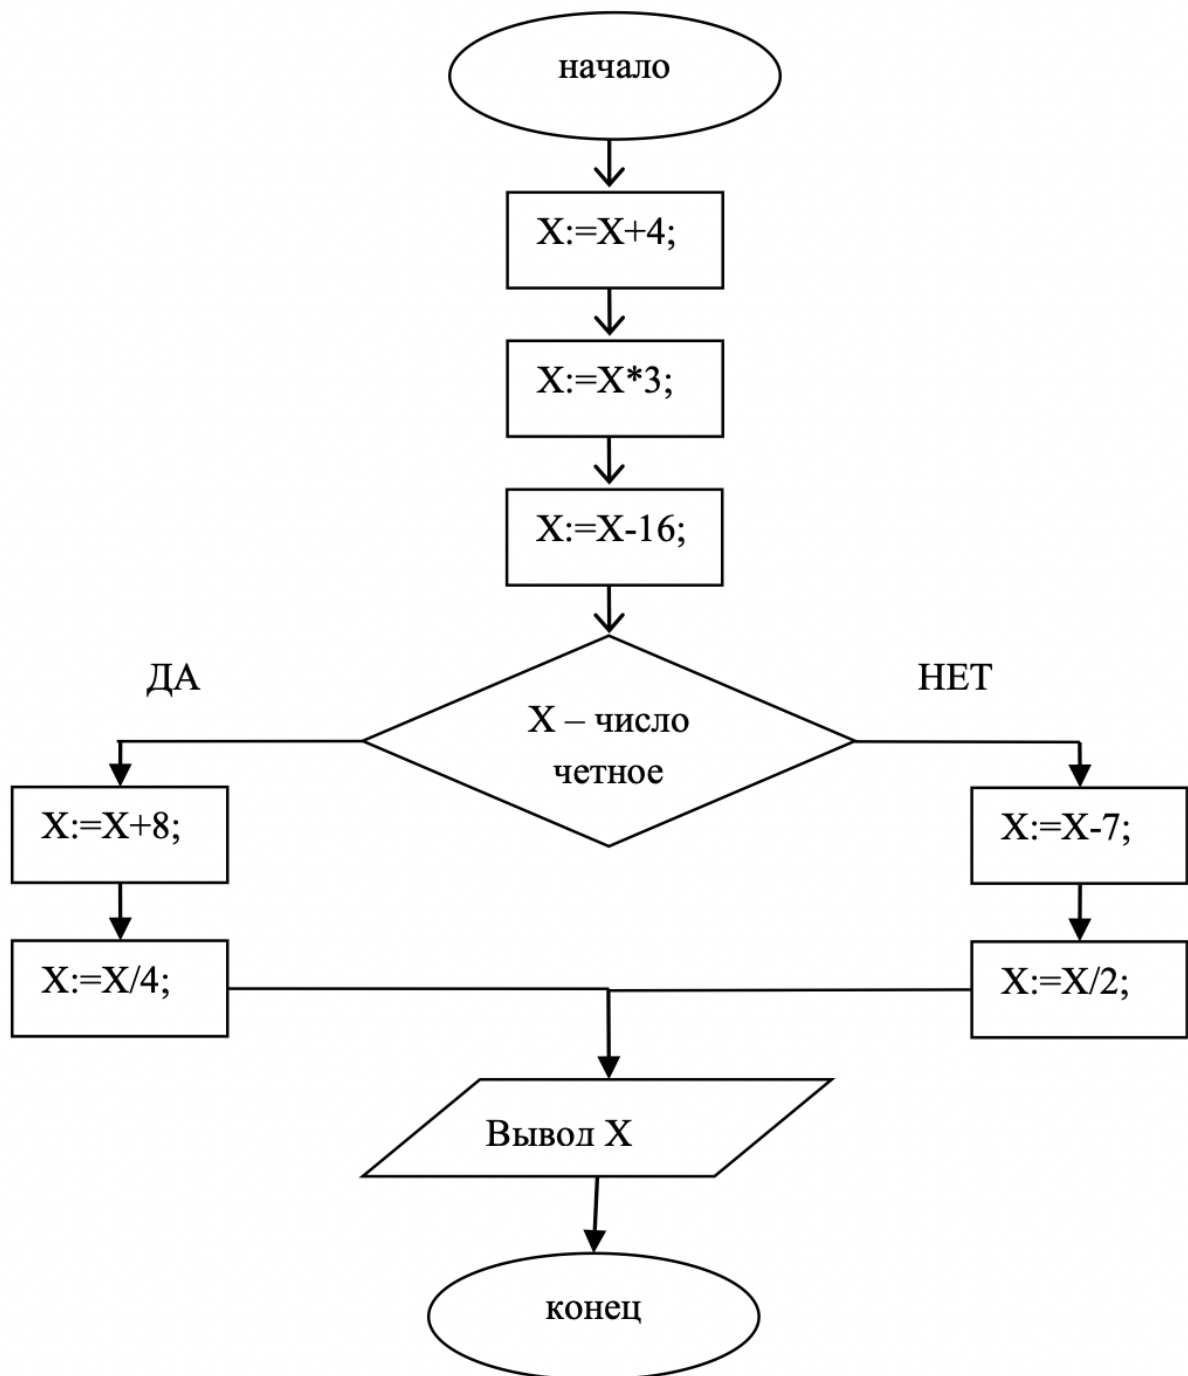 начало
X:=X+4;
X:=X*3;
X:=X-16;
ДА
НЕТ
X – число
четное
X:=X+8;
X:=X-7;
X:=X/4;
X:=X/2;
Вывод X
конец